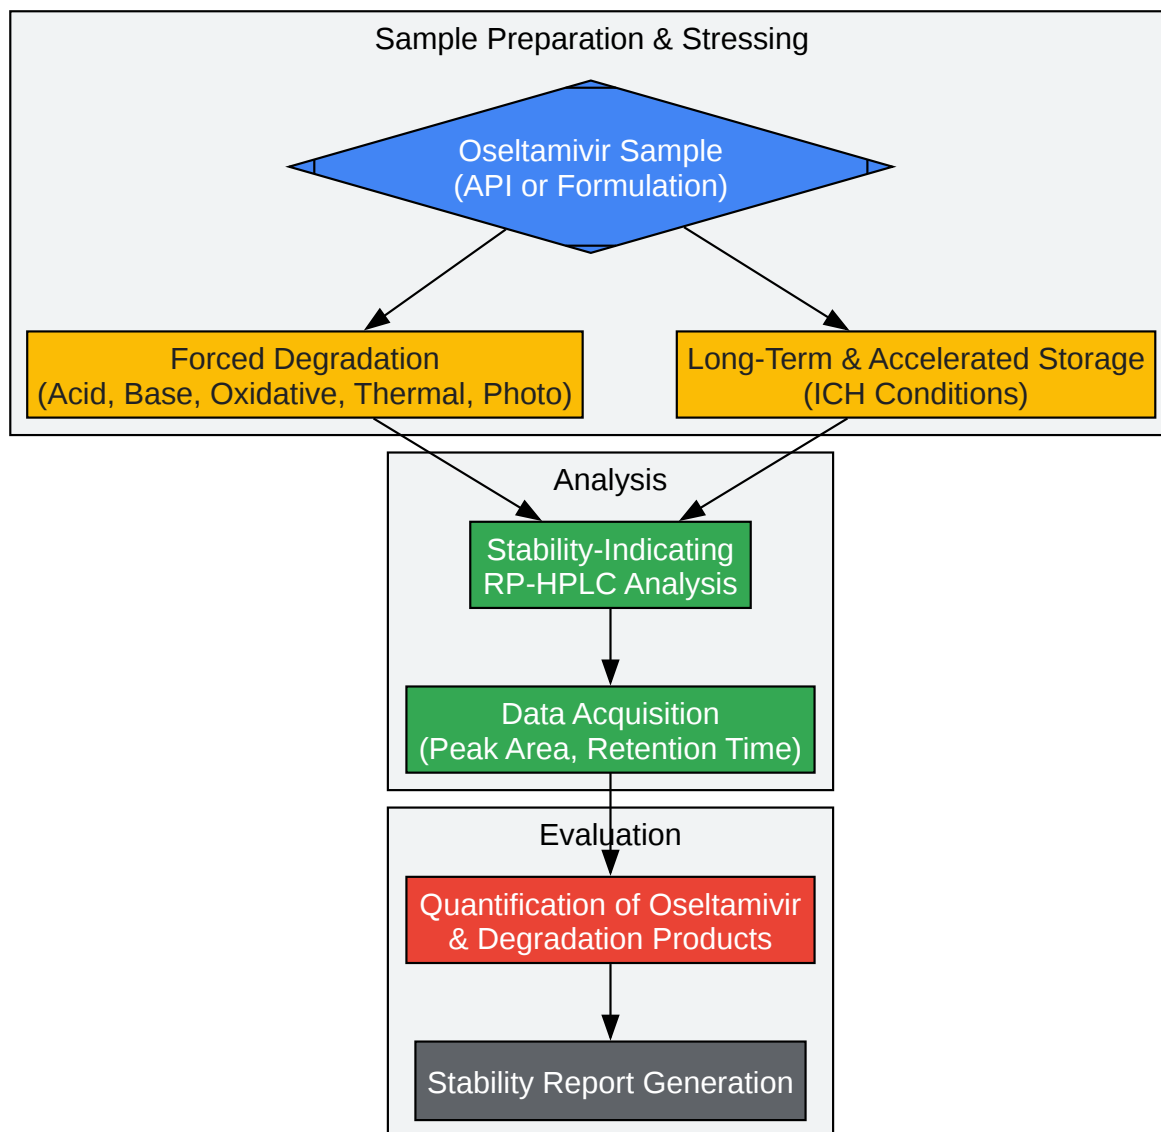 Sample Preparation & Stressing
Oseltamivir Sample
(API or Formulation)
Forced Degradation
(Acid, Base, Oxidative, Thermal, Photo)
Long-Term & Accelerated Storage
(ICH Conditions)
Analysis
Stability-Indicating
RP-HPLC Analysis
Data Acquisition
(Peak Area, Retention Time)
Evaluation
Quantification of Oseltamivir
& Degradation Products
Stability Report Generation